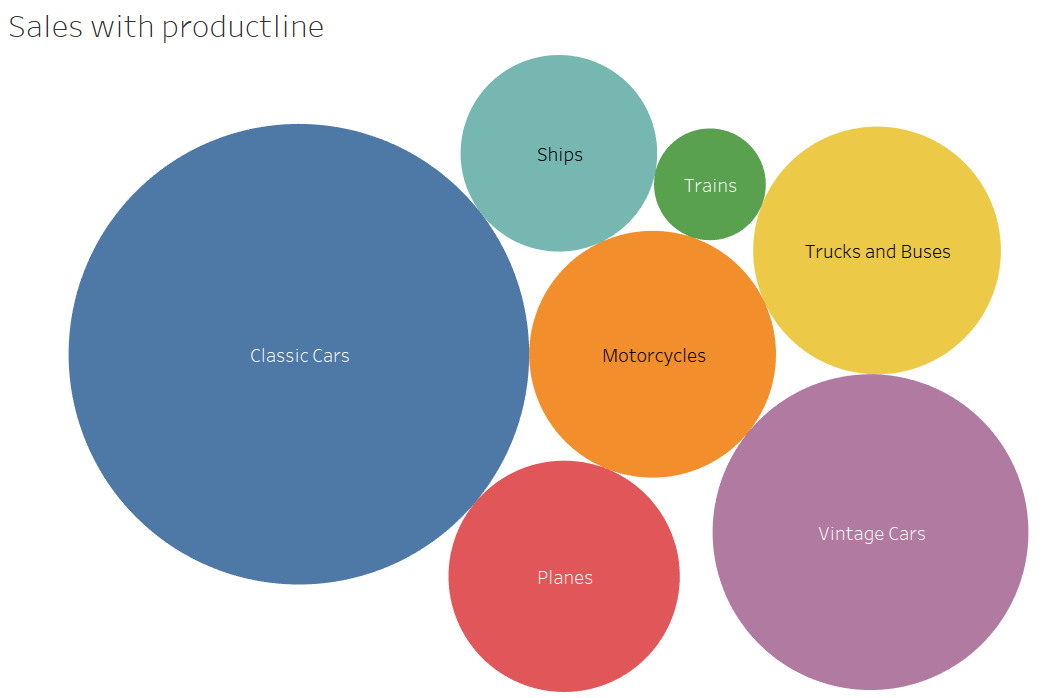 Sales with productline
Ships
Trains
Trucks and Buses
Classic Cars
Motorcycles
Vintage Cars
Planes